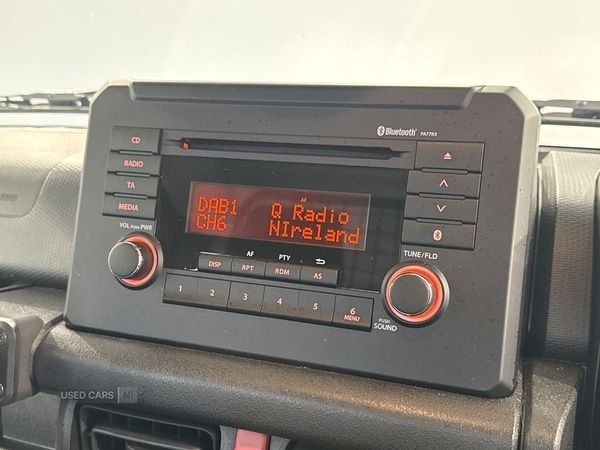 Bluetooth® PA77R3
CD
RADIO
TA
MEDIA
VOL PUSH PWR
AF
DAB1 Q Radio
CH6 NIreland
TUNE/FLD
AF PTY
DISP RPT RDM AS
1 2 3 4 5 6
MENU
PUSH
SOUND
USED CARS NI